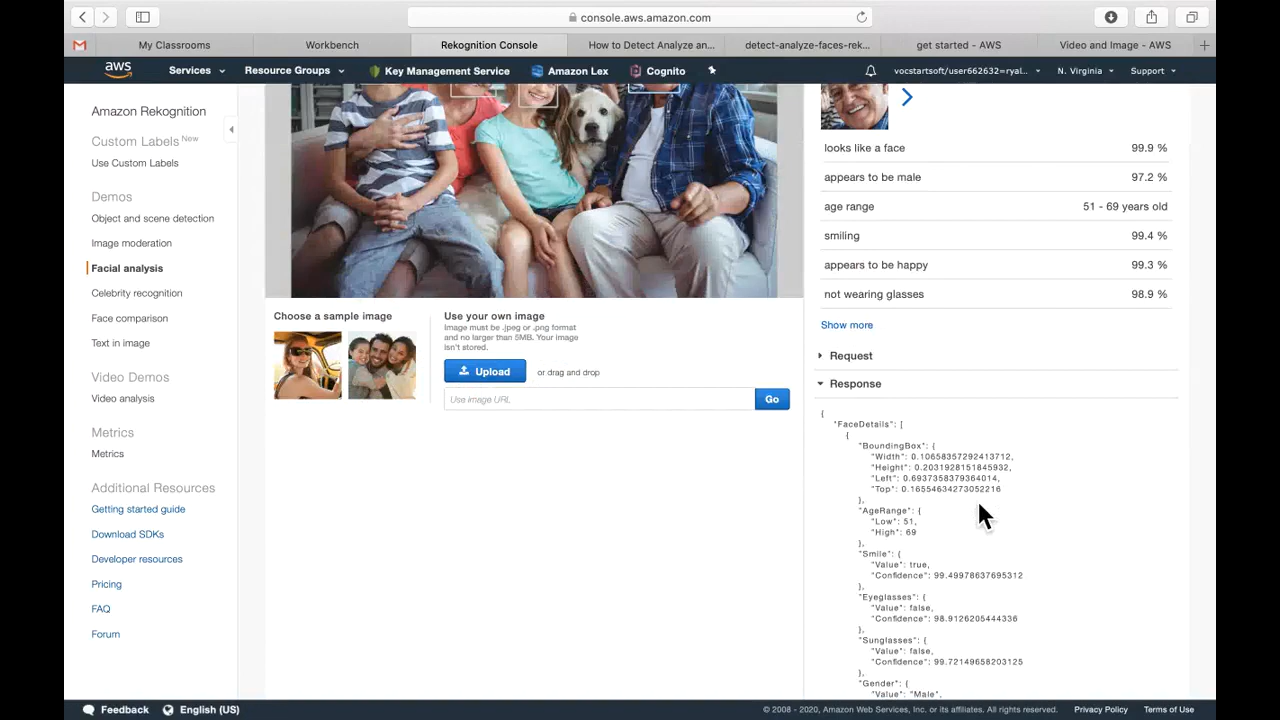 console.aws.amazon.com
My Classrooms
Workbench
Rekognition Console
How to Detect Analyze an...
detect-analyze-faces-rek...
get started - AWS
Video and Image - AWS
aws
Services
Resource Groups
Key Management Service
Amazon Lex
Cognito
vocstartsoft/user662632=ryal...
N. Virginia
Support
Amazon Rekognition
Custom Labels New
Use Custom Labels
Demos
Object and scene detection
Image moderation
Facial analysis
Celebrity recognition
Face comparison
Text in image
Video Demos
Video analysis
Metrics
Metrics
Additional Resources
Getting started guide
Download SDKs
Developer resources
Pricing
FAQ
Forum
Choose a sample image
Use your own image
Image must be .jpeg or .png format
and no larger than 5MB. Your image
isn't stored.
Upload
or drag and drop
Use image URL
Go
looks like a face 99.9 %
appears to be male 97.2 %
age range 51 - 69 years old
smiling 99.4 %
appears to be happy 99.3 %
not wearing glasses 98.9 %
Show more
Request
Response
{
"FaceDetails": [
{
"BoundingBox": {
"Width": 0.10658357292413712,
"Height": 0.2031928151845932,
"Left": 0.6937358379364014,
"Top": 0.16554634273052216
},
"AgeRange": {
"Low": 51,
"High": 69
},
"Smile": {
"Value": true,
"Confidence": 99.49978637695312
},
"Eyeglasses": {
"Value": false,
"Confidence": 98.9126205444336
},
"Sunglasses": {
"Value": false,
"Confidence": 99.72149658203125
},
"Gender": {
"Value": "Male",
Feedback
English (US)
© 2008 - 2020, Amazon Web Services, Inc. or its affiliates. All rights reserved.
Privacy Policy
Terms of Use